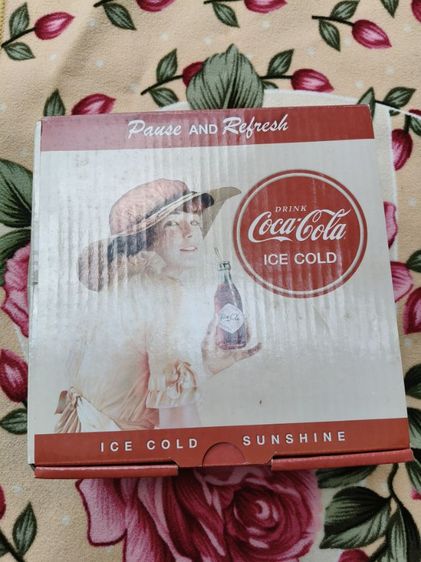 Pause AND Refresh
DRINK
Coca-Cola
ICE COLD
ICE COLD SUNSHINE